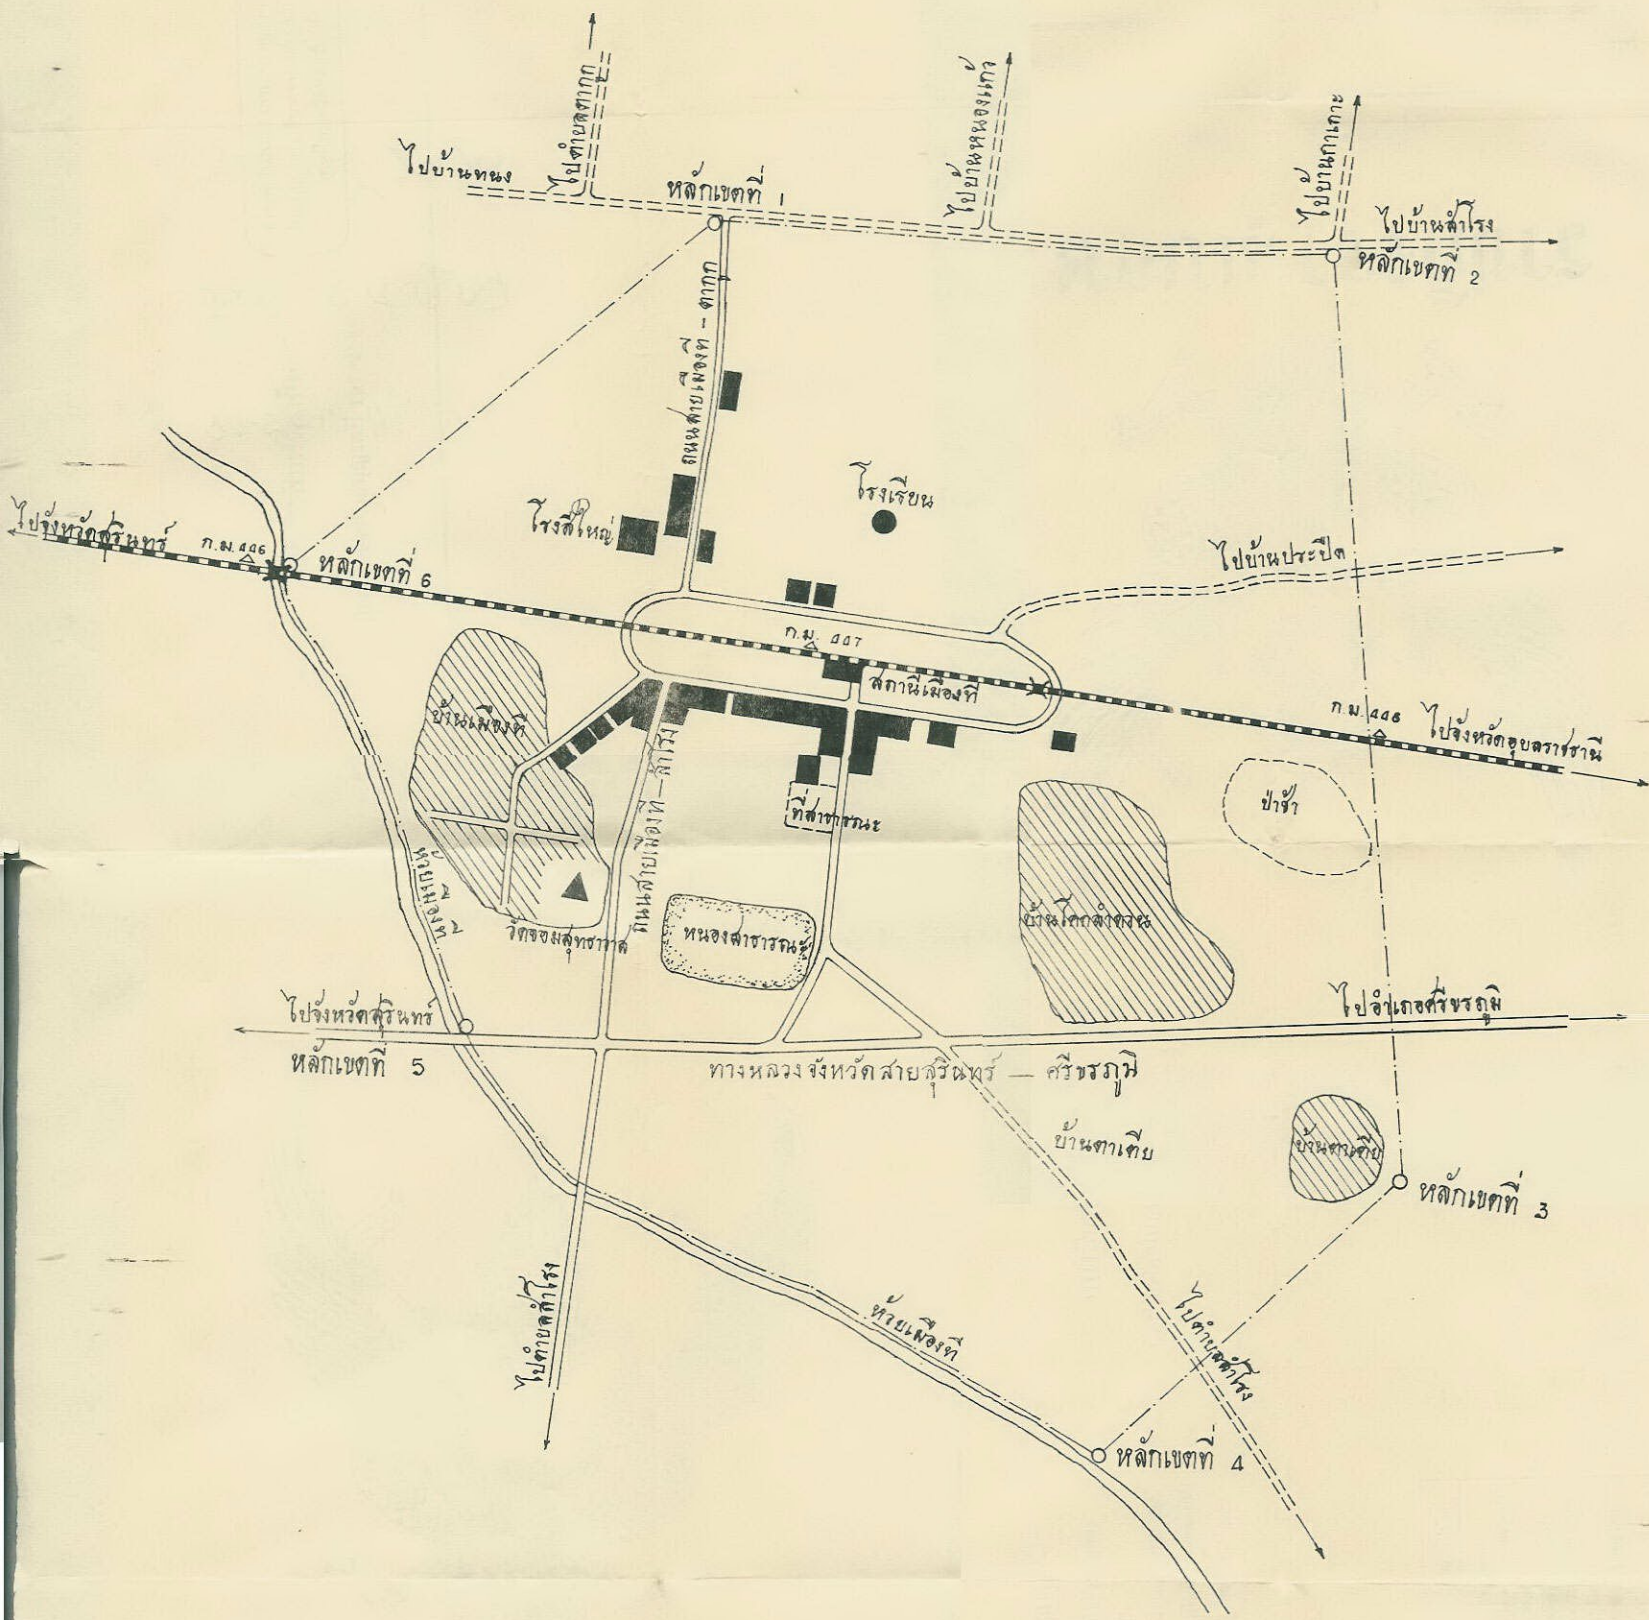 ไปตำบลตากูก
ไปบ้านหนองแก้ว
ไปบ้านกาเกาะ
ไปบ้านทนง
หลักเขตที่ 1
ไปบ้านสำโรง
หลักเขตที่ 2
ถนนสายเมืองที - ตากูก
โรงเรียน
โรงสีใหญ่
ไปจังหวัดสุรินทร์
หลักเขตที่ 6
ไปบ้านประปืด
ก.ม.
สถานีเมืองที
ก.ม.
ไปจังหวัดอุบลราชธานี
บ้านเมืองที
ถนนสายเมืองที - สำโรง
ที่สาธารณะ
ป่าช้า
ห้วยเมืองที
วัดจอมสุทธาวาส
หนองสาธารณะ
บ้านโคกลำดวน
ไปจังหวัดสุรินทร์
ไปอำเภอศรีขรภูมิ
หลักเขตที่ 5
ทางหลวงจังหวัดสายสุรินทร์ — ศรีขรภูมิ
บ้านตาเตีย
บ้านตาเตีย
หลักเขตที่ 3
ไปตำบลสำโรง
ห้วยเมืองที
ไปตำบลสำโรง
หลักเขตที่ 4